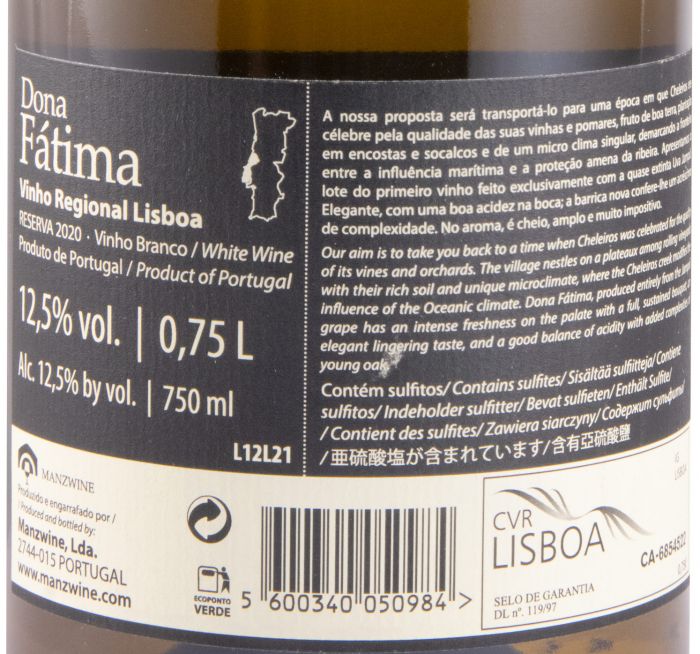 Dona
Fátima
Vinho Regional Lisboa
RESERVA 2020 · Vinho Branco / White Wine
Produto de Portugal / Product of Portugal
12,5% vol. | 0,75 L
Alc. 12,5% by vol. | 750 ml
L12L21
A nossa proposta será transportá-lo para uma época em que Cheleiros
célebre pela qualidade das suas vinhas e pomares, fruto de boa terra,
em encostas e socalcos e de um micro clima singular, demarcando a
entre a influência marítima e a proteção amena da ribeira.
lote do primeiro vinho feito exclusivamente com a quase extinta Uva
Elegante, com uma boa acidez na boca; a barrica nova confere-lhe um
de complexidade. No aroma, é cheio, amplo e muito impositivo.
Our aim is to take you back to a time when Cheleiros was celebrated for the
of its vines and orchards. The village nestles on a plateaux among rolling
with their rich soil and unique microclimate, where the Cheleiros creek
influence of the Oceanic climate. Dona Fátima, produced entirely from the
grape has an intense freshness on the palate with a full, sustained bouquet,
elegant lingering taste, and a good balance of acidity with added
young oak
Contém sulfitos/ Contains sulfites/ Sisältää sulfiitteja/ Contiene
sulfitos/ Indeholder sulfitter/ Bevat sulfieten/ Enthält Sulfite/
/ Contient des sulfites/ Zawiera siarczyny/ Содержит сульфиты/
/亜硫酸塩が含まれています/含有亞硫酸鹽
MANZWINE
Produzido e engarrafado por /
/ Produced and bottled by:
Manzwine, Lda.
2744-015 PORTUGAL
www.manzwine.com
ECOPONTO
VERDE
5 600340 050984 >
CVR
LISBOA
SELO DE GARANTIA
DL nº. 119/97
CA-6854522